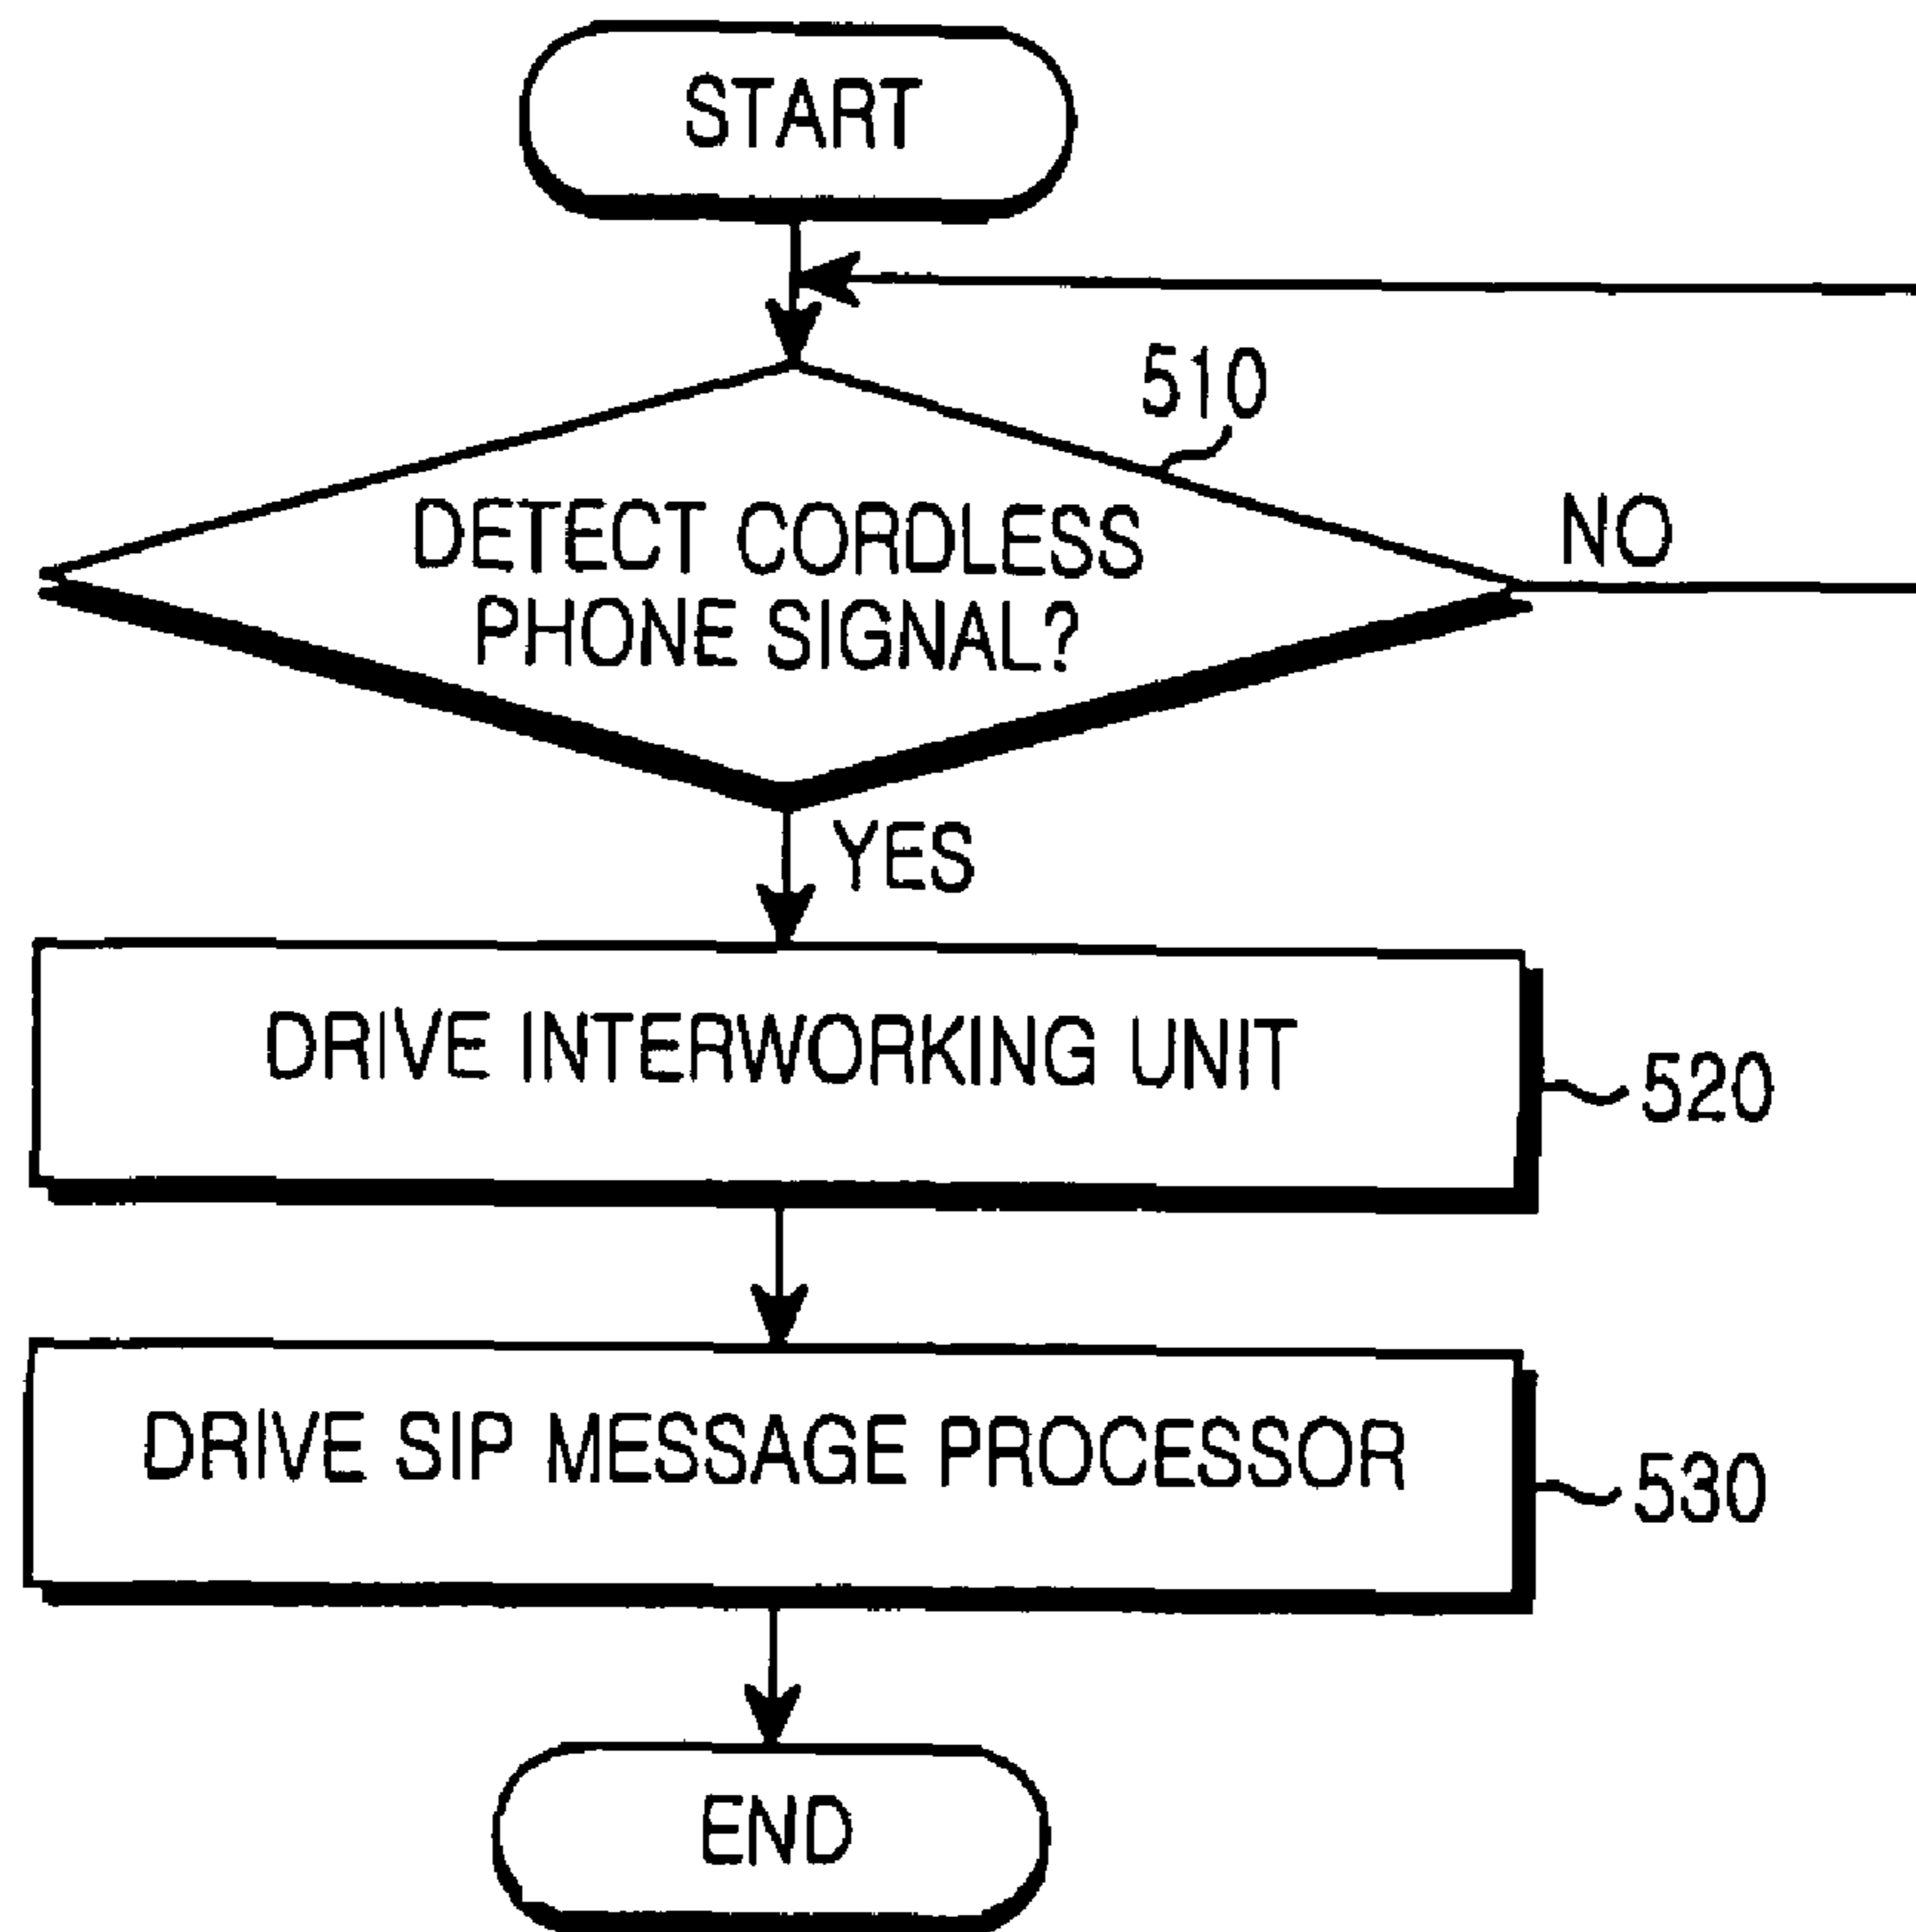 START
510
DETECT CORDLESS
PHONE SIGNAL?
NO
YES
DRIVE INTERWORKING UNIT
520
DRIVE SIP MESSAGE PROCESSOR
530
END